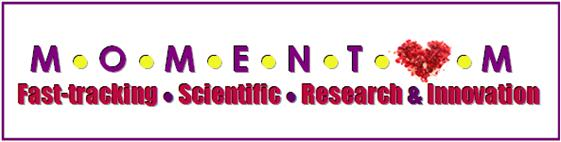 M•O•M•E•N•T•❤•M
Fast-tracking • Scientific • Research & Innovation